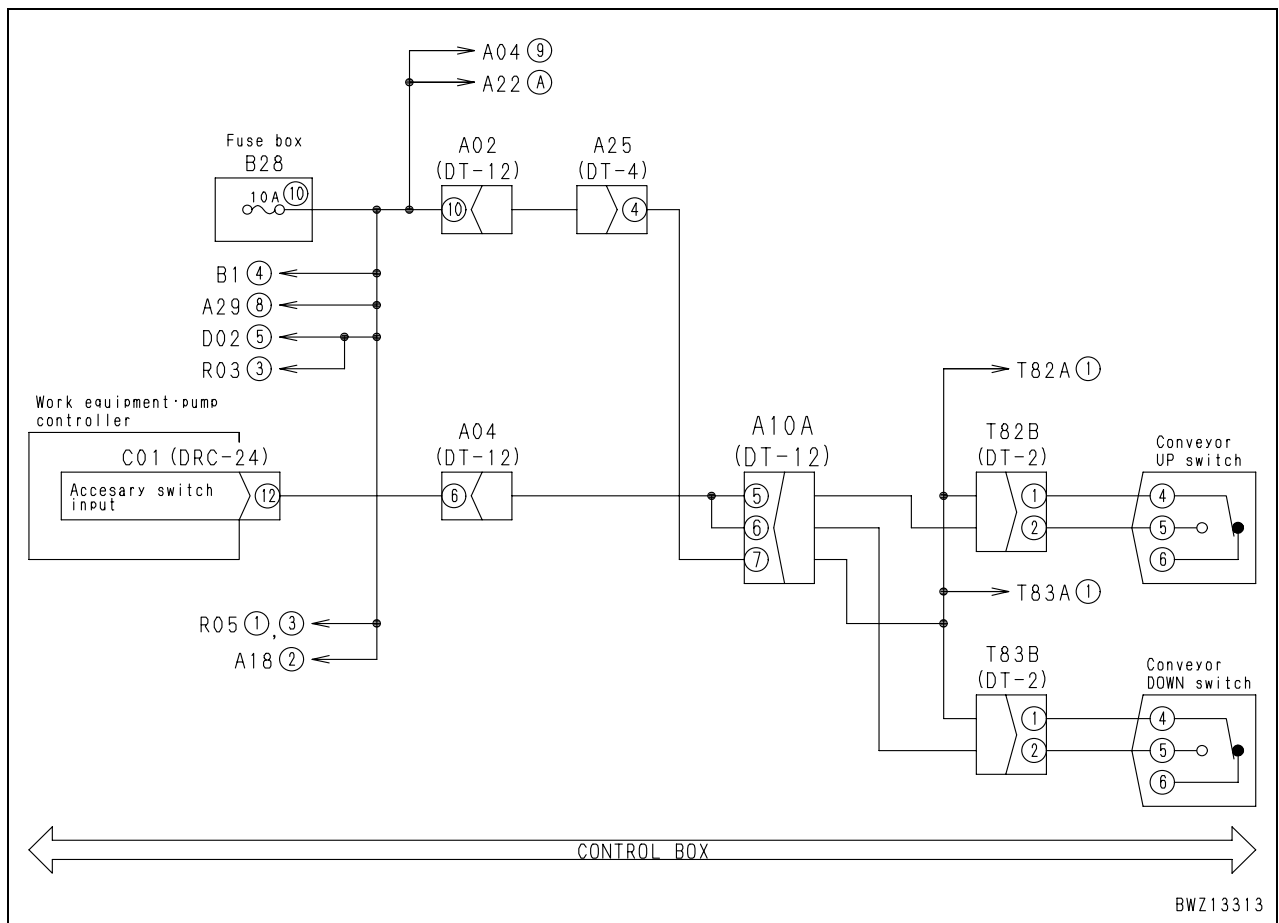 A04 ⑨
A22 Ⓐ
Fuse box
B28
10A ⑩
A02
(DT-12)
⑩
A25
(DT-4)
④
B1 ④
A29 ⑧
D02 ⑤
R03 ③
Work equipment·pump
controller
C01 (DRC-24)
Accesary switch
input
⑫
A04
(DT-12)
⑥
A10A
(DT-12)
⑤
⑥
⑦
T82A ①
T82B
(DT-2)
①
②
Conveyor
UP switch
④
⑤
⑥
T83A ①
R05 ①, ③
A18 ②
T83B
(DT-2)
①
②
Conveyor
DOWN switch
④
⑤
⑥
CONTROL BOX
BWZ13313